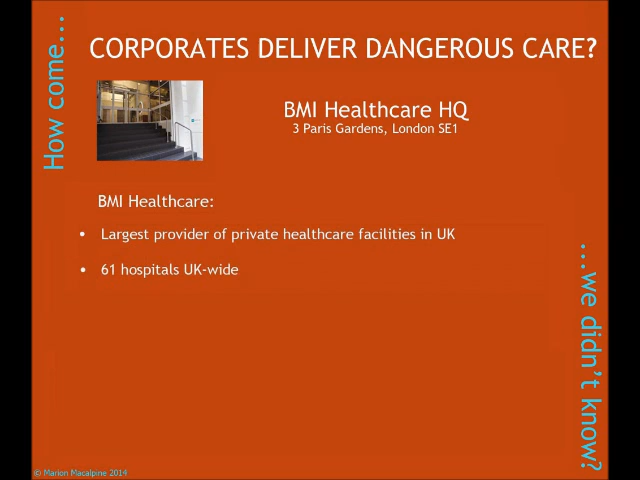 How come...
CORPORATES DELIVER DANGEROUS CARE?
BMI Healthcare HQ
3 Paris Gardens, London SE1
BMI Healthcare:
• Largest provider of private healthcare facilities in UK
• 61 hospitals UK-wide
...we didn't know?
© Marion Macalpine 2014